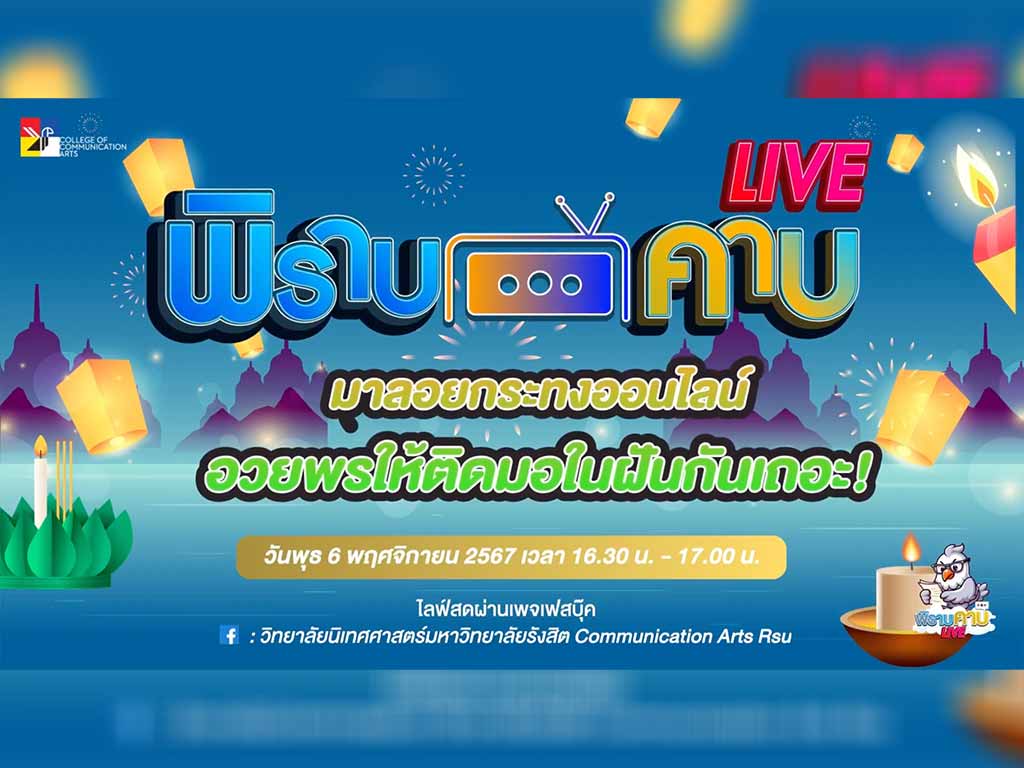 COLLEGE OF
COMMUNICATION
ARTS
LIVE
พิราบ คาบ
มาลอยกระทงออนไลน์
อวยพรให้ติดมอในฝันกันเถอะ!
วันพุธ 6 พฤศจิกายน 2567 เวลา 16.30 น. - 17.00 น.
ไลฟ์สดผ่านเพจเฟสบุ๊ค
: วิทยาลัยนิเทศศาสตร์มหาวิทยาลัยรังสิต Communication Arts Rsu
พิราบคาบ
LIVE